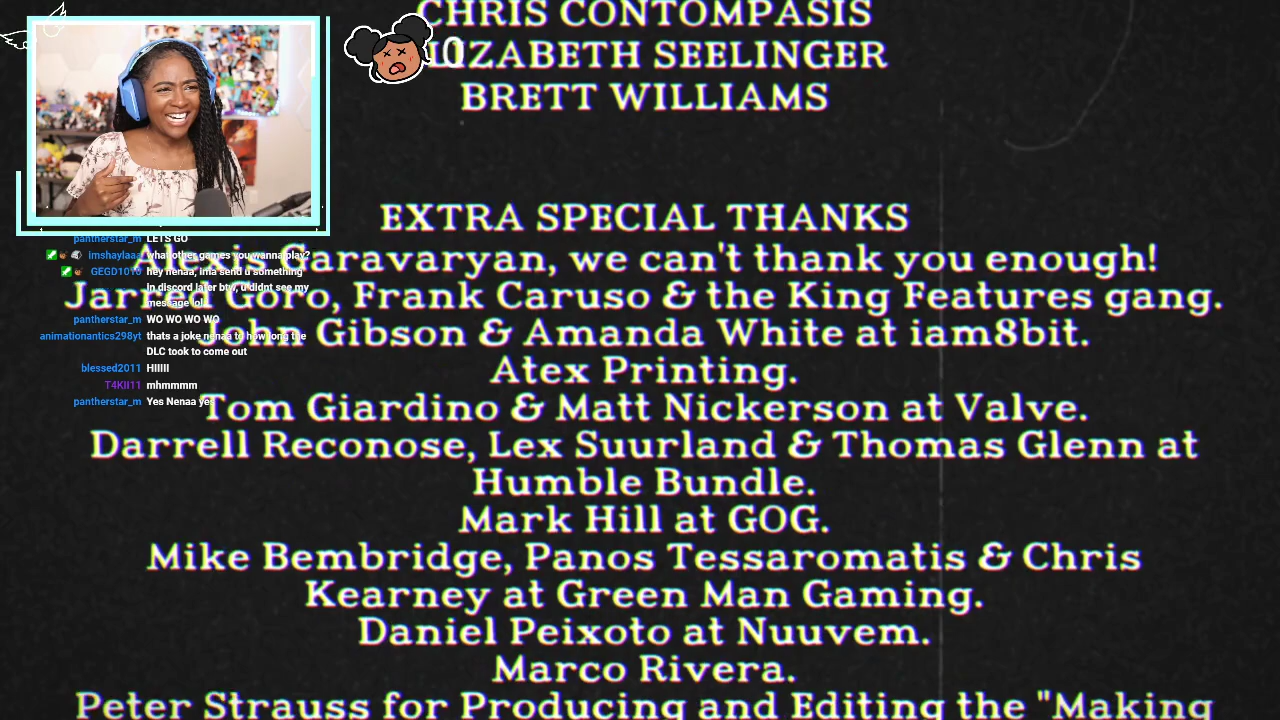 CHRIS CONTOMPASIS
ELIZABETH SEELINGER
BRETT WILLIAMS
EXTRA SPECIAL THANKS
Garavaryan, we can't thank you enough!
Jarred Goro, Frank Caruso & the King Features gang.
John Gibson & Amanda White at iam8bit.
Atex Printing.
Tom Giardino & Matt Nickerson at Valve.
Darrell Reconose, Lex Suurland & Thomas Glenn at
Humble Bundle.
Mark Hill at GOG.
Mike Bembridge, Panos Tessaromatis & Chris
Kearney at Green Man Gaming.
Daniel Peixoto at Nuuvem.
Marco Rivera.
Peter Strauss for Producing and Editing the "Making
pantherstar_m LETS GO
imshaylaaa what other games you wanna play?
GEGD1010 hey nenaa, ima send u something
in discord later btw, u didnt see my
message lol
pantherstar_m WO WO WO WO
animationantics298yt thats a joke nenaa to how long the
DLC took to come out
blessed2011 HIIIII
T4KII11 mhmmmm
pantherstar_m Yes Nenaa yes